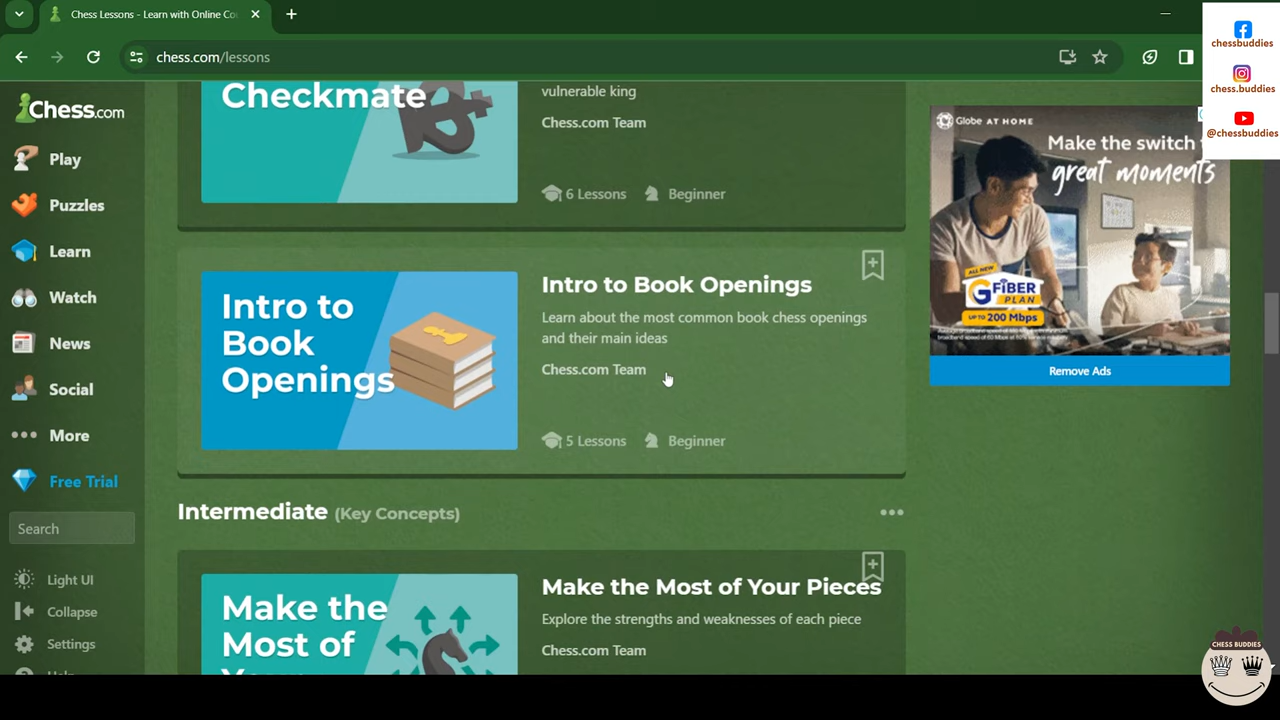 Chess Lessons - Learn with Online Co
chess.com/lessons
chessbuddies
chess.buddies
@chessbuddies
Chess.com
Play
Puzzles
Learn
Watch
News
Social
More
Free Trial
Search
Light UI
Collapse
Settings
Checkmate
vulnerable king
Chess.com Team
6 Lessons
Beginner
Intro to
Book
Openings
Intro to Book Openings
Learn about the most common book chess openings
and their main ideas
Chess.com Team
5 Lessons
Beginner
Intermediate (Key Concepts)
Make the
Most of
Make the Most of Your Pieces
Explore the strengths and weaknesses of each piece
Chess.com Team
Globe AT HOME
Make the switch
great moments
ALL NEW
GFiBER
PLAN
UP TO 200 Mbps
Remove Ads
CHESS BUDDIES